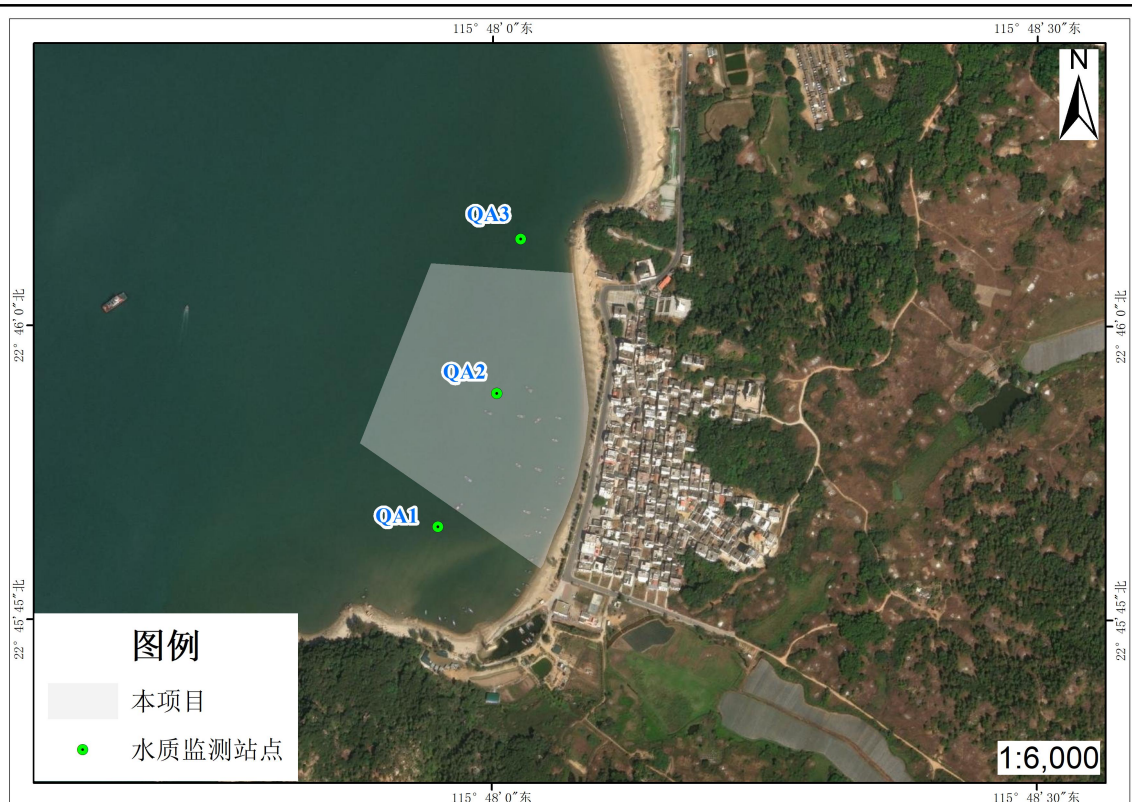 115° 48′0″东
115° 48′30″东
N
QA3
22° 46′0″北
22° 46′0″北
QA2
QA1
22° 45′45″北
22° 45′45″北
图例
本项目
水质监测站点
1:6,000
115° 48′0″东
115° 48′30″东